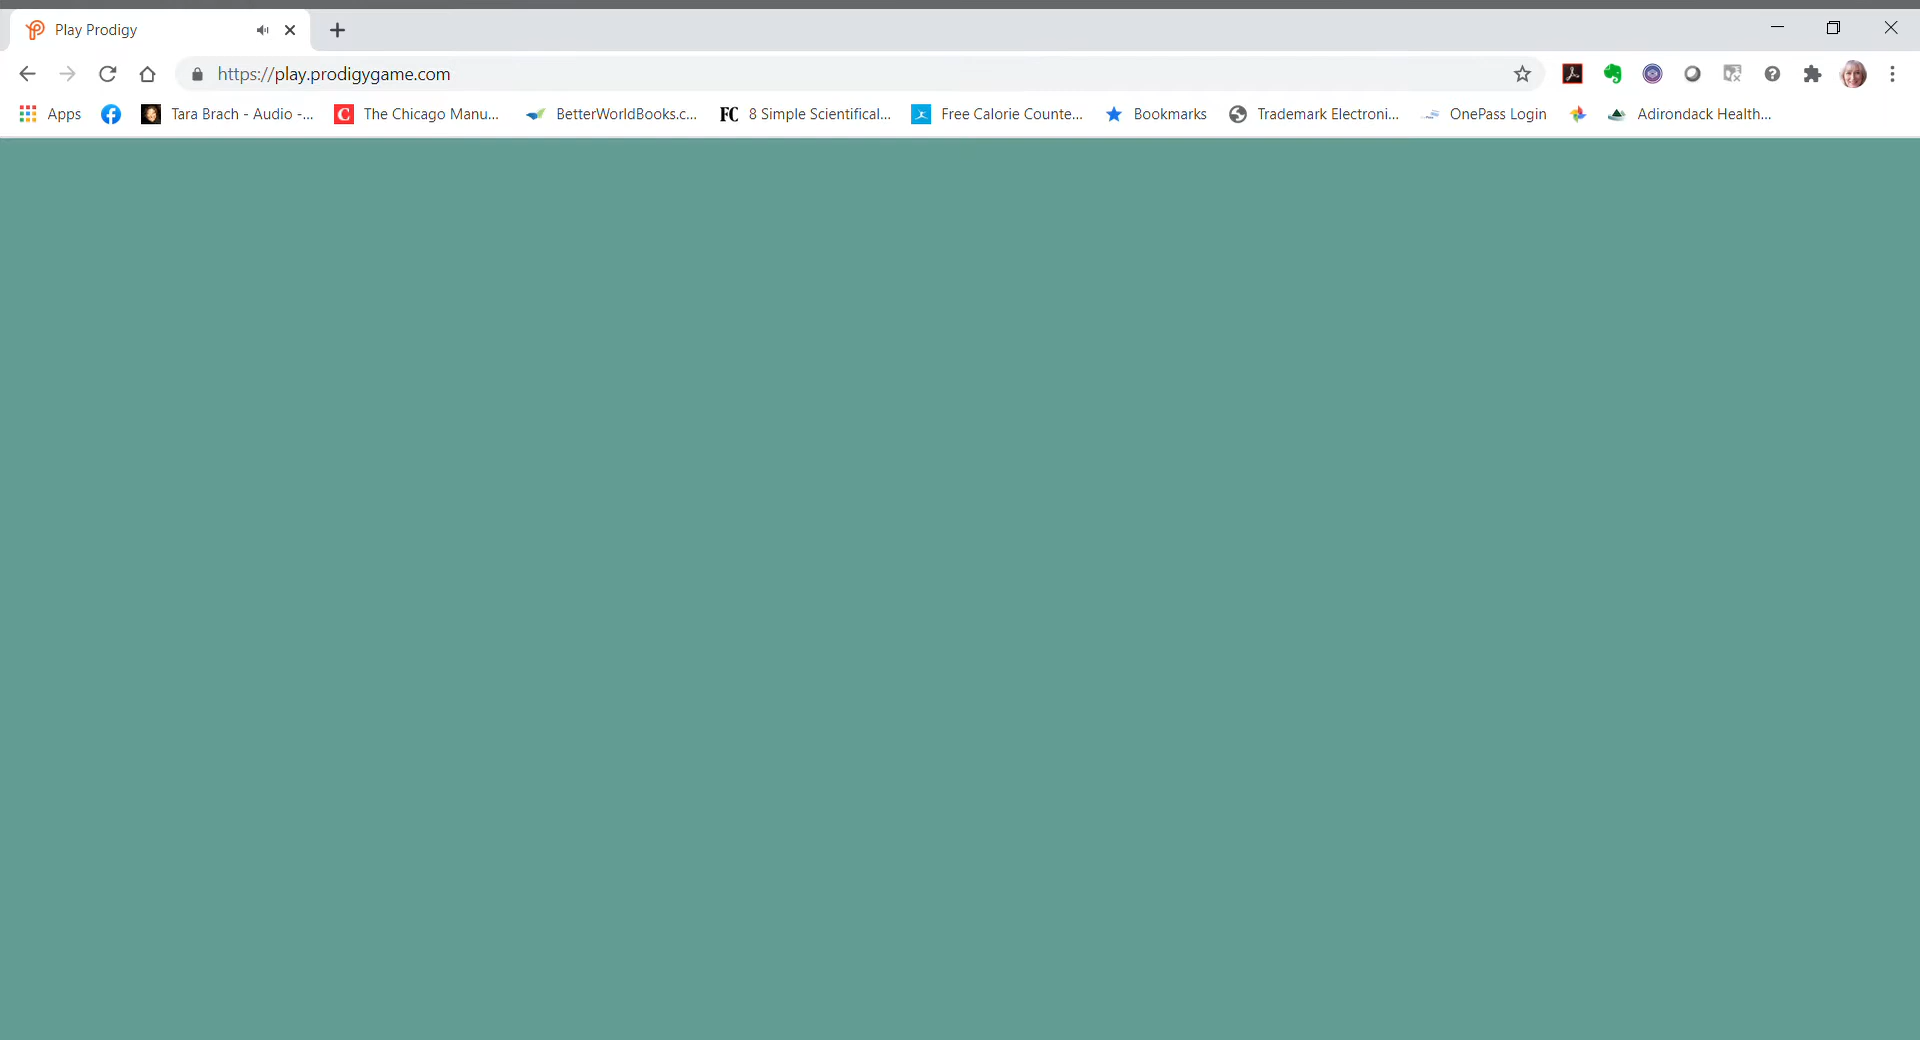 Play Prodigy
https://play.prodigygame.com
Apps Tara Brach - Audio -... C The Chicago Manu... BetterWorldBooks.c... FC 8 Simple Scientifical... Free Calorie Counte... Bookmarks Trademark Electroni... OnePass Login Adirondack Health...